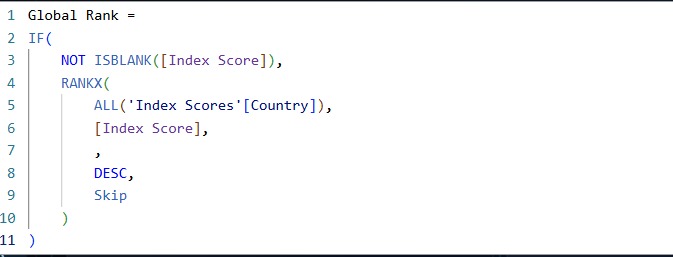 1 Global Rank =
2 IF(
3 NOT ISBLANK([Index Score]),
4 RANKX(
5 ALL('Index Scores'[Country]),
6 [Index Score],
7 ,
8 DESC,
9 Skip
10 )
11 )